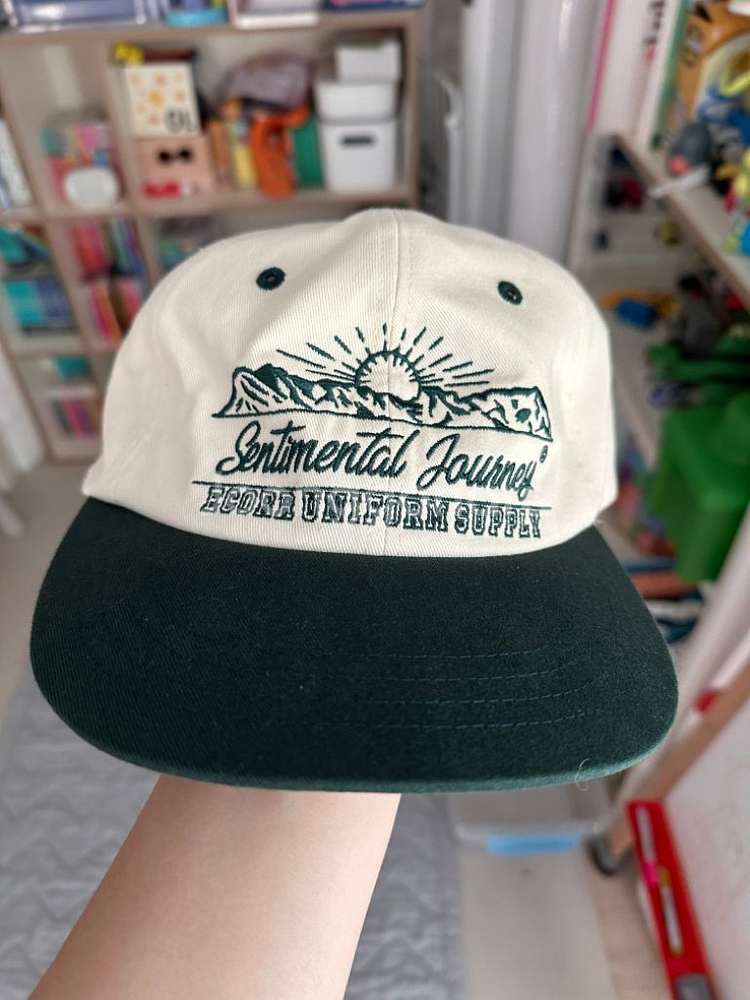 Sentimental Journey®
ECORR UNIFORM SUPPLY